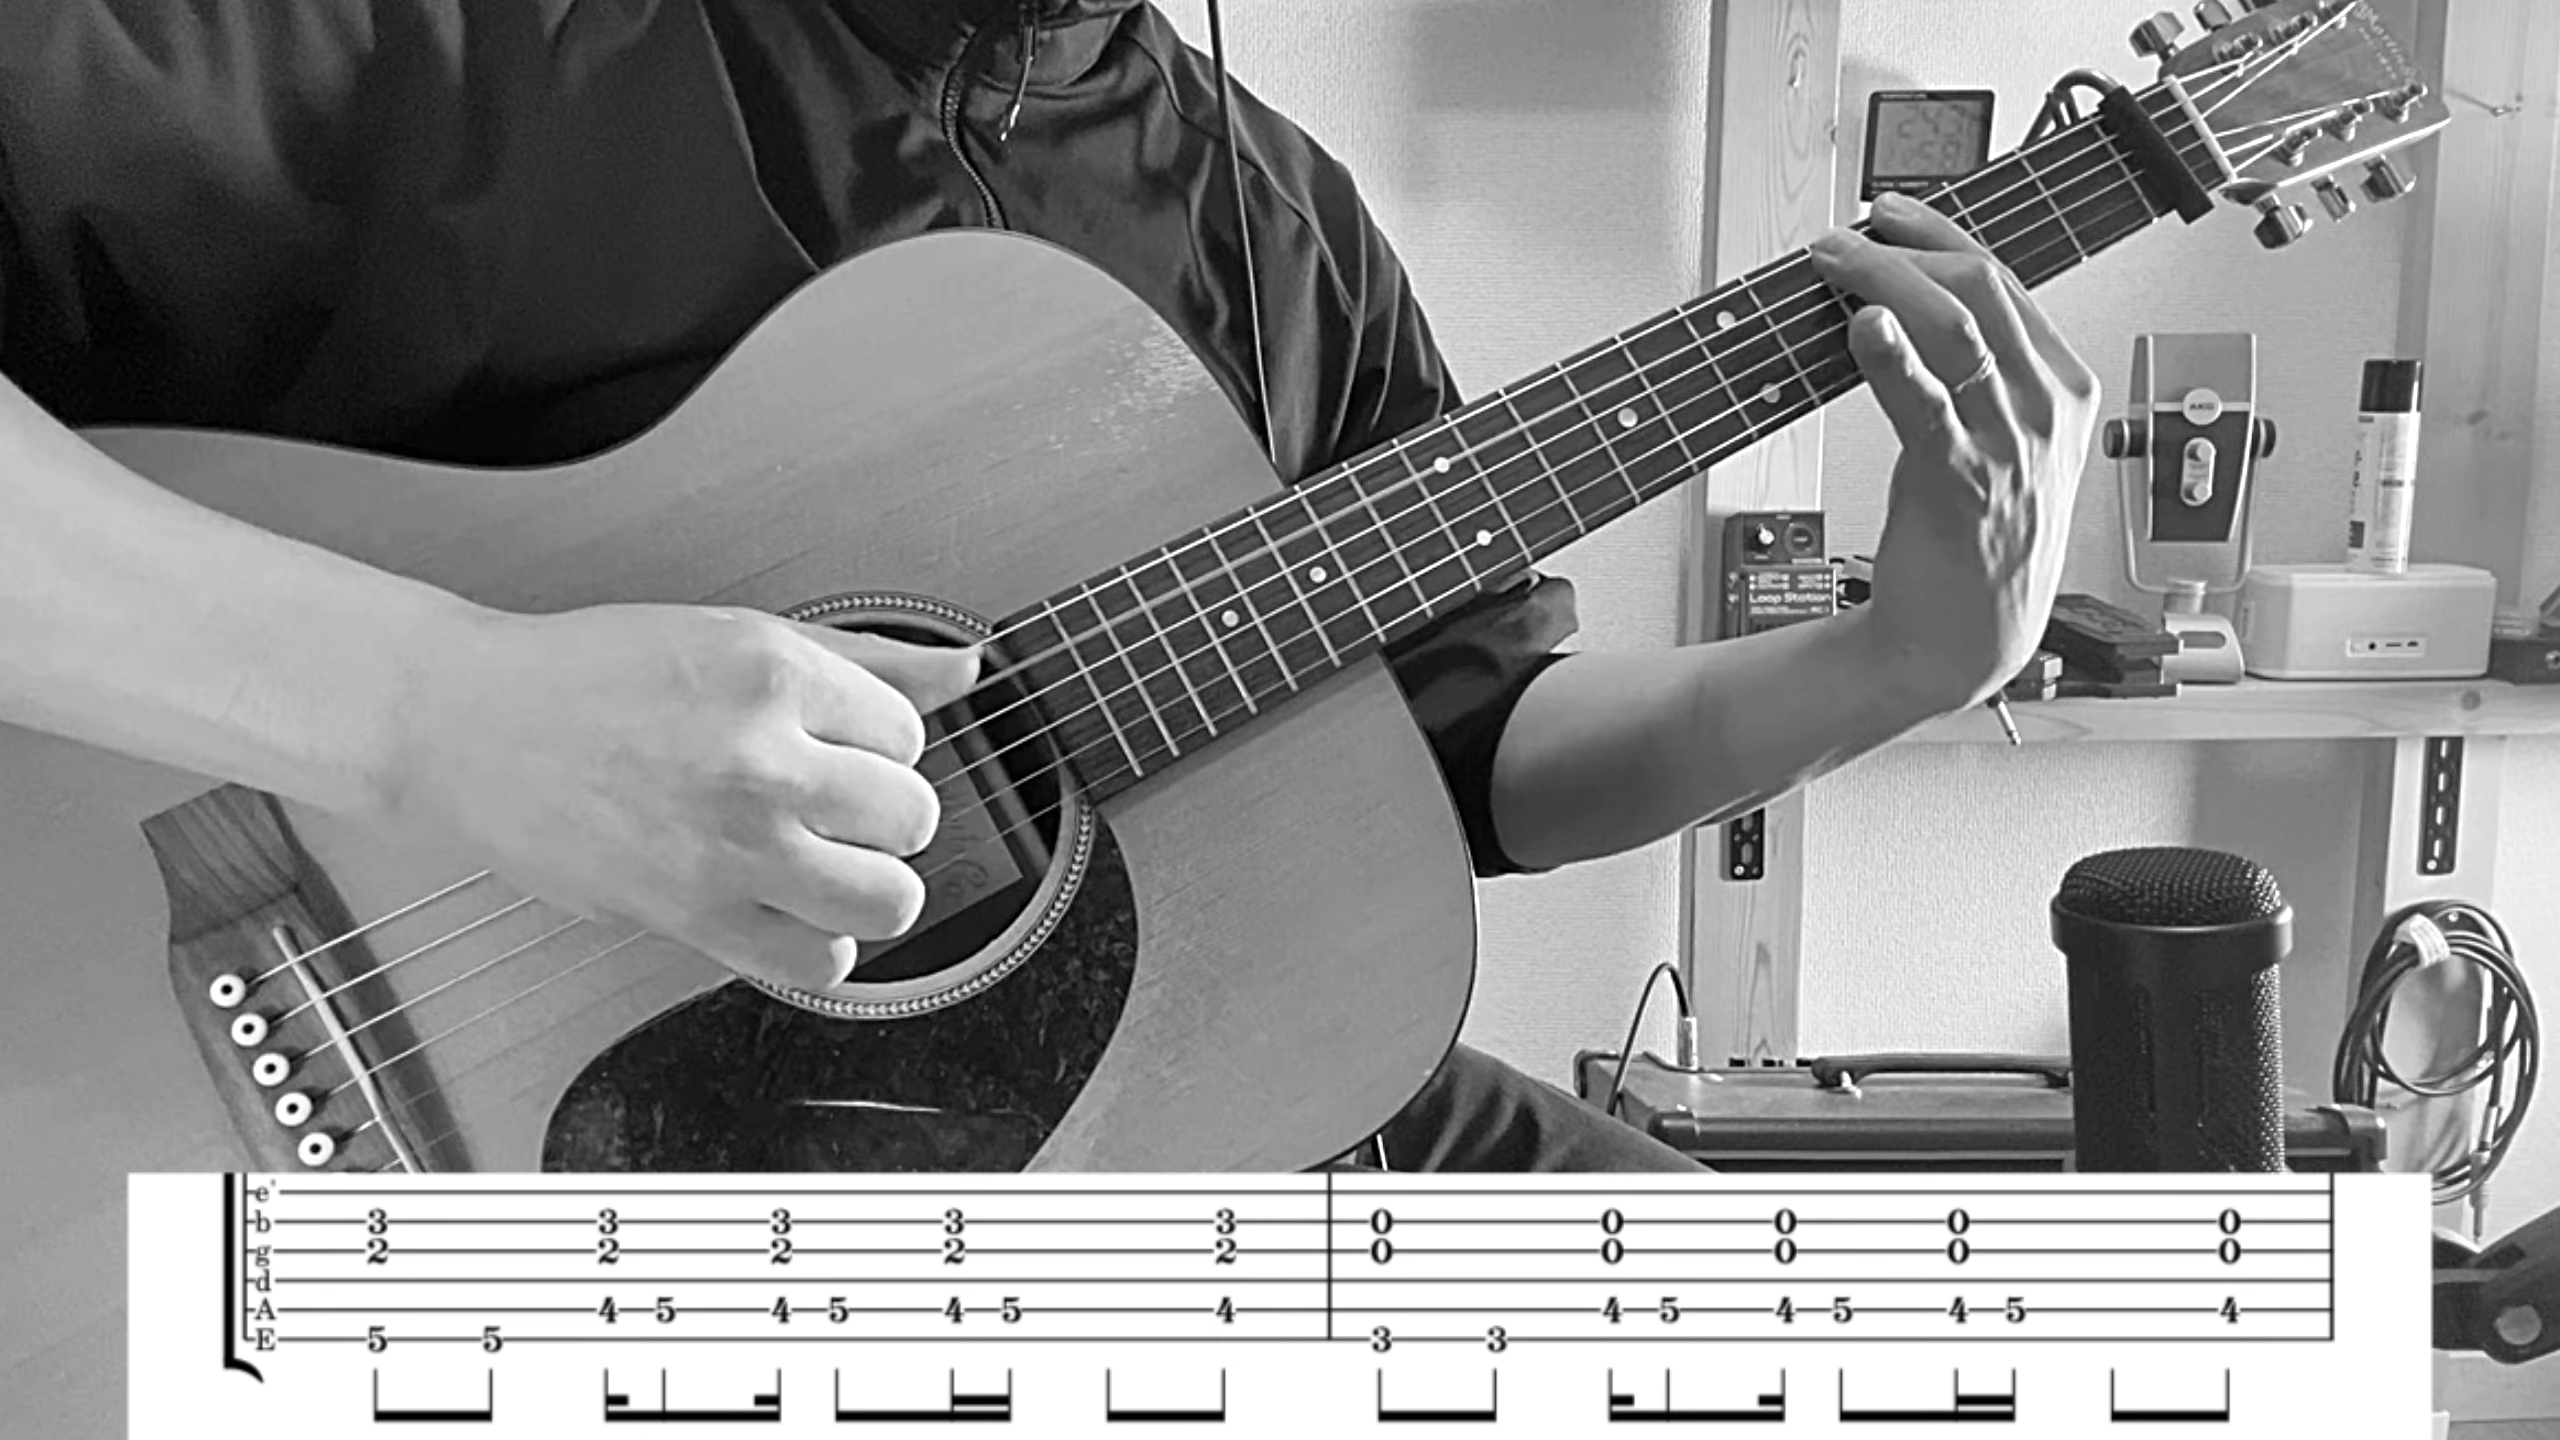 Martin
AKG
Loop Station
e'
b 3 3 3 3 3 0 0 0 0 0
g 2 2 2 2 2 0 0 0 0 0
d
A 4 5 4 5 4 5 4 4 5 4 5 4 5 4
E 5 5 3 3